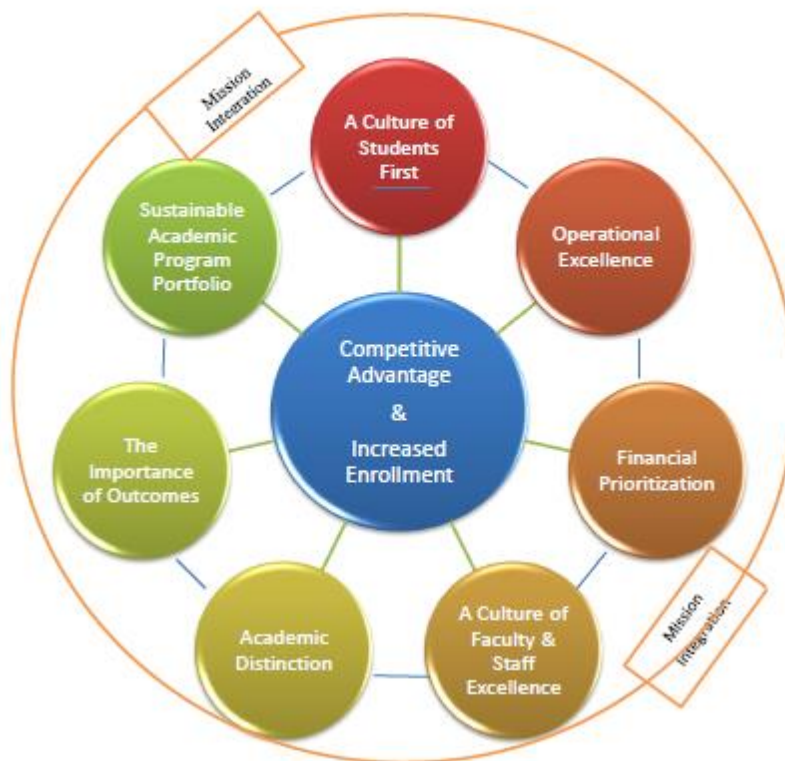 Mission
Integration
A Culture of
Students
First
Operational
Excellence
Sustainable
Academic
Program
Portfolio
Competitive
Advantage
&
Increased
Enrollment
The
Importance
of Outcomes
Financial
Prioritization
Academic
Distinction
A Culture of
Faculty &
Staff
Excellence
Mission
Integration